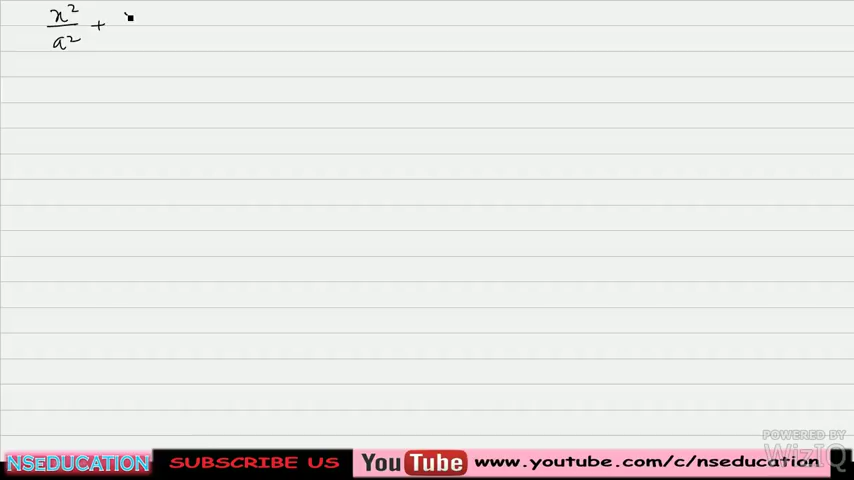 x²/a² +
POWERED BY
WizIQ
NSEDUCATION SUBSCRIBE US YouTube www.youtube.com/c/nseducation